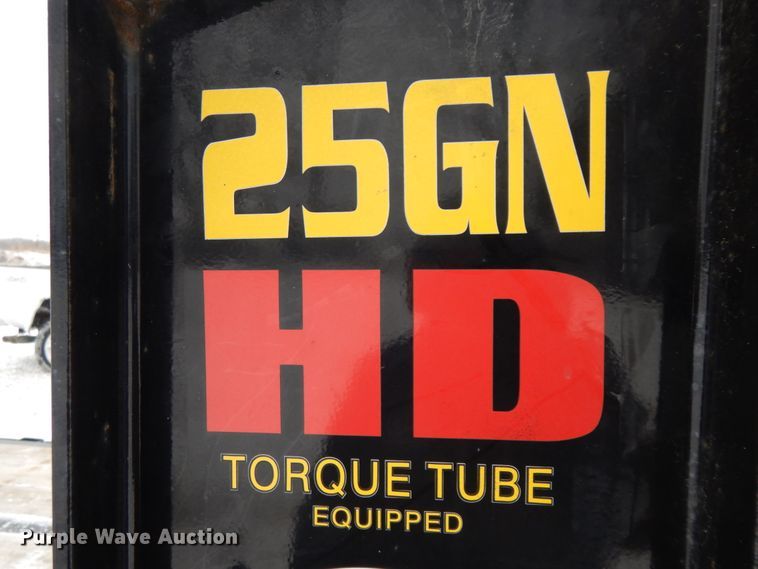 25GN
HD
TORQUE TUBE
EQUIPPED
Purple Wave Auction